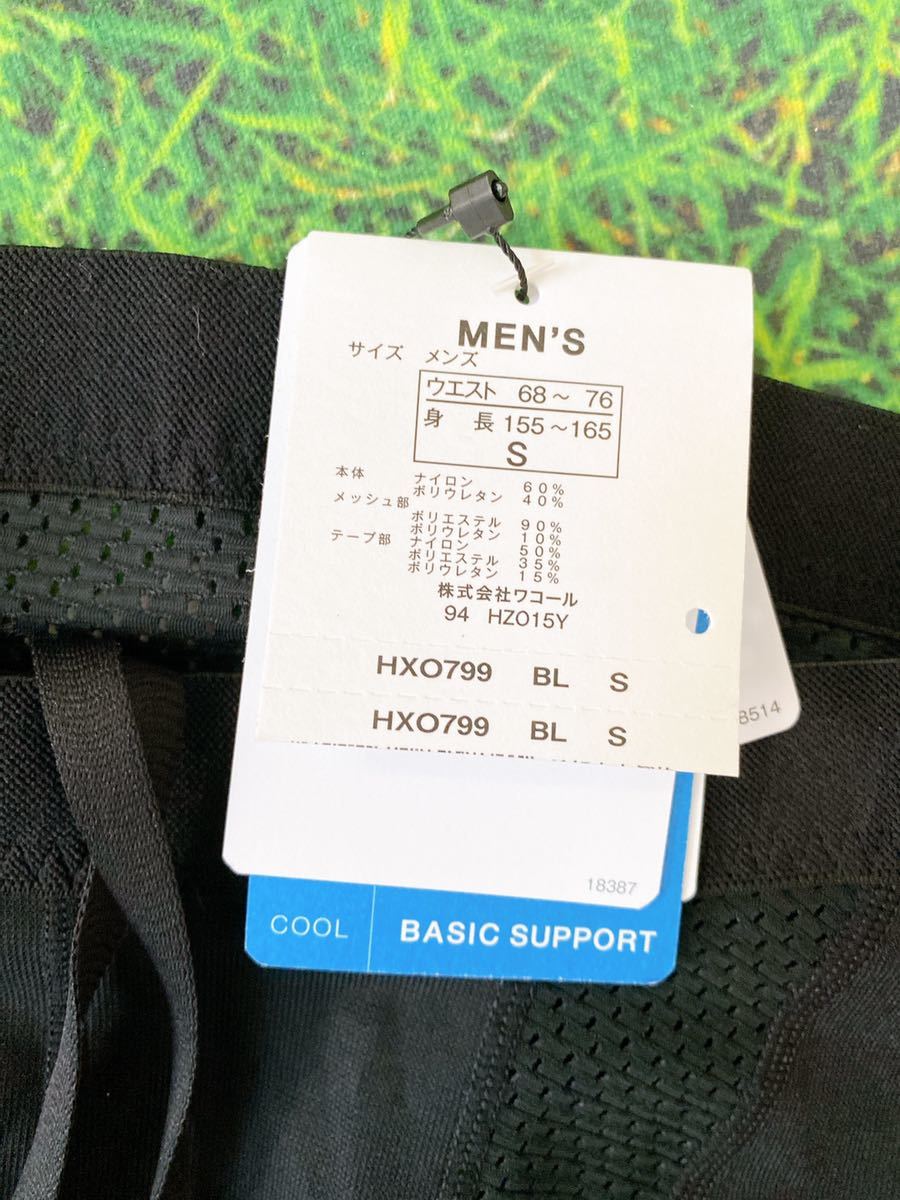 MEN'S
サイズ メンズ
ウエスト 68～ 76
身 長 155～165
S
本体 ナイロン 60%
ポリウレタン 40%
メッシュ部
ポリエステル 90%
ポリウレタン 10%
テープ部 ナイロン 50%
ポリエステル 35%
ポリウレタン 15%
株式会社ワコール
94 HZO15Y
HXO799 BL S
HXO799 BL S
8514
18387
COOL BASIC SUPPORT